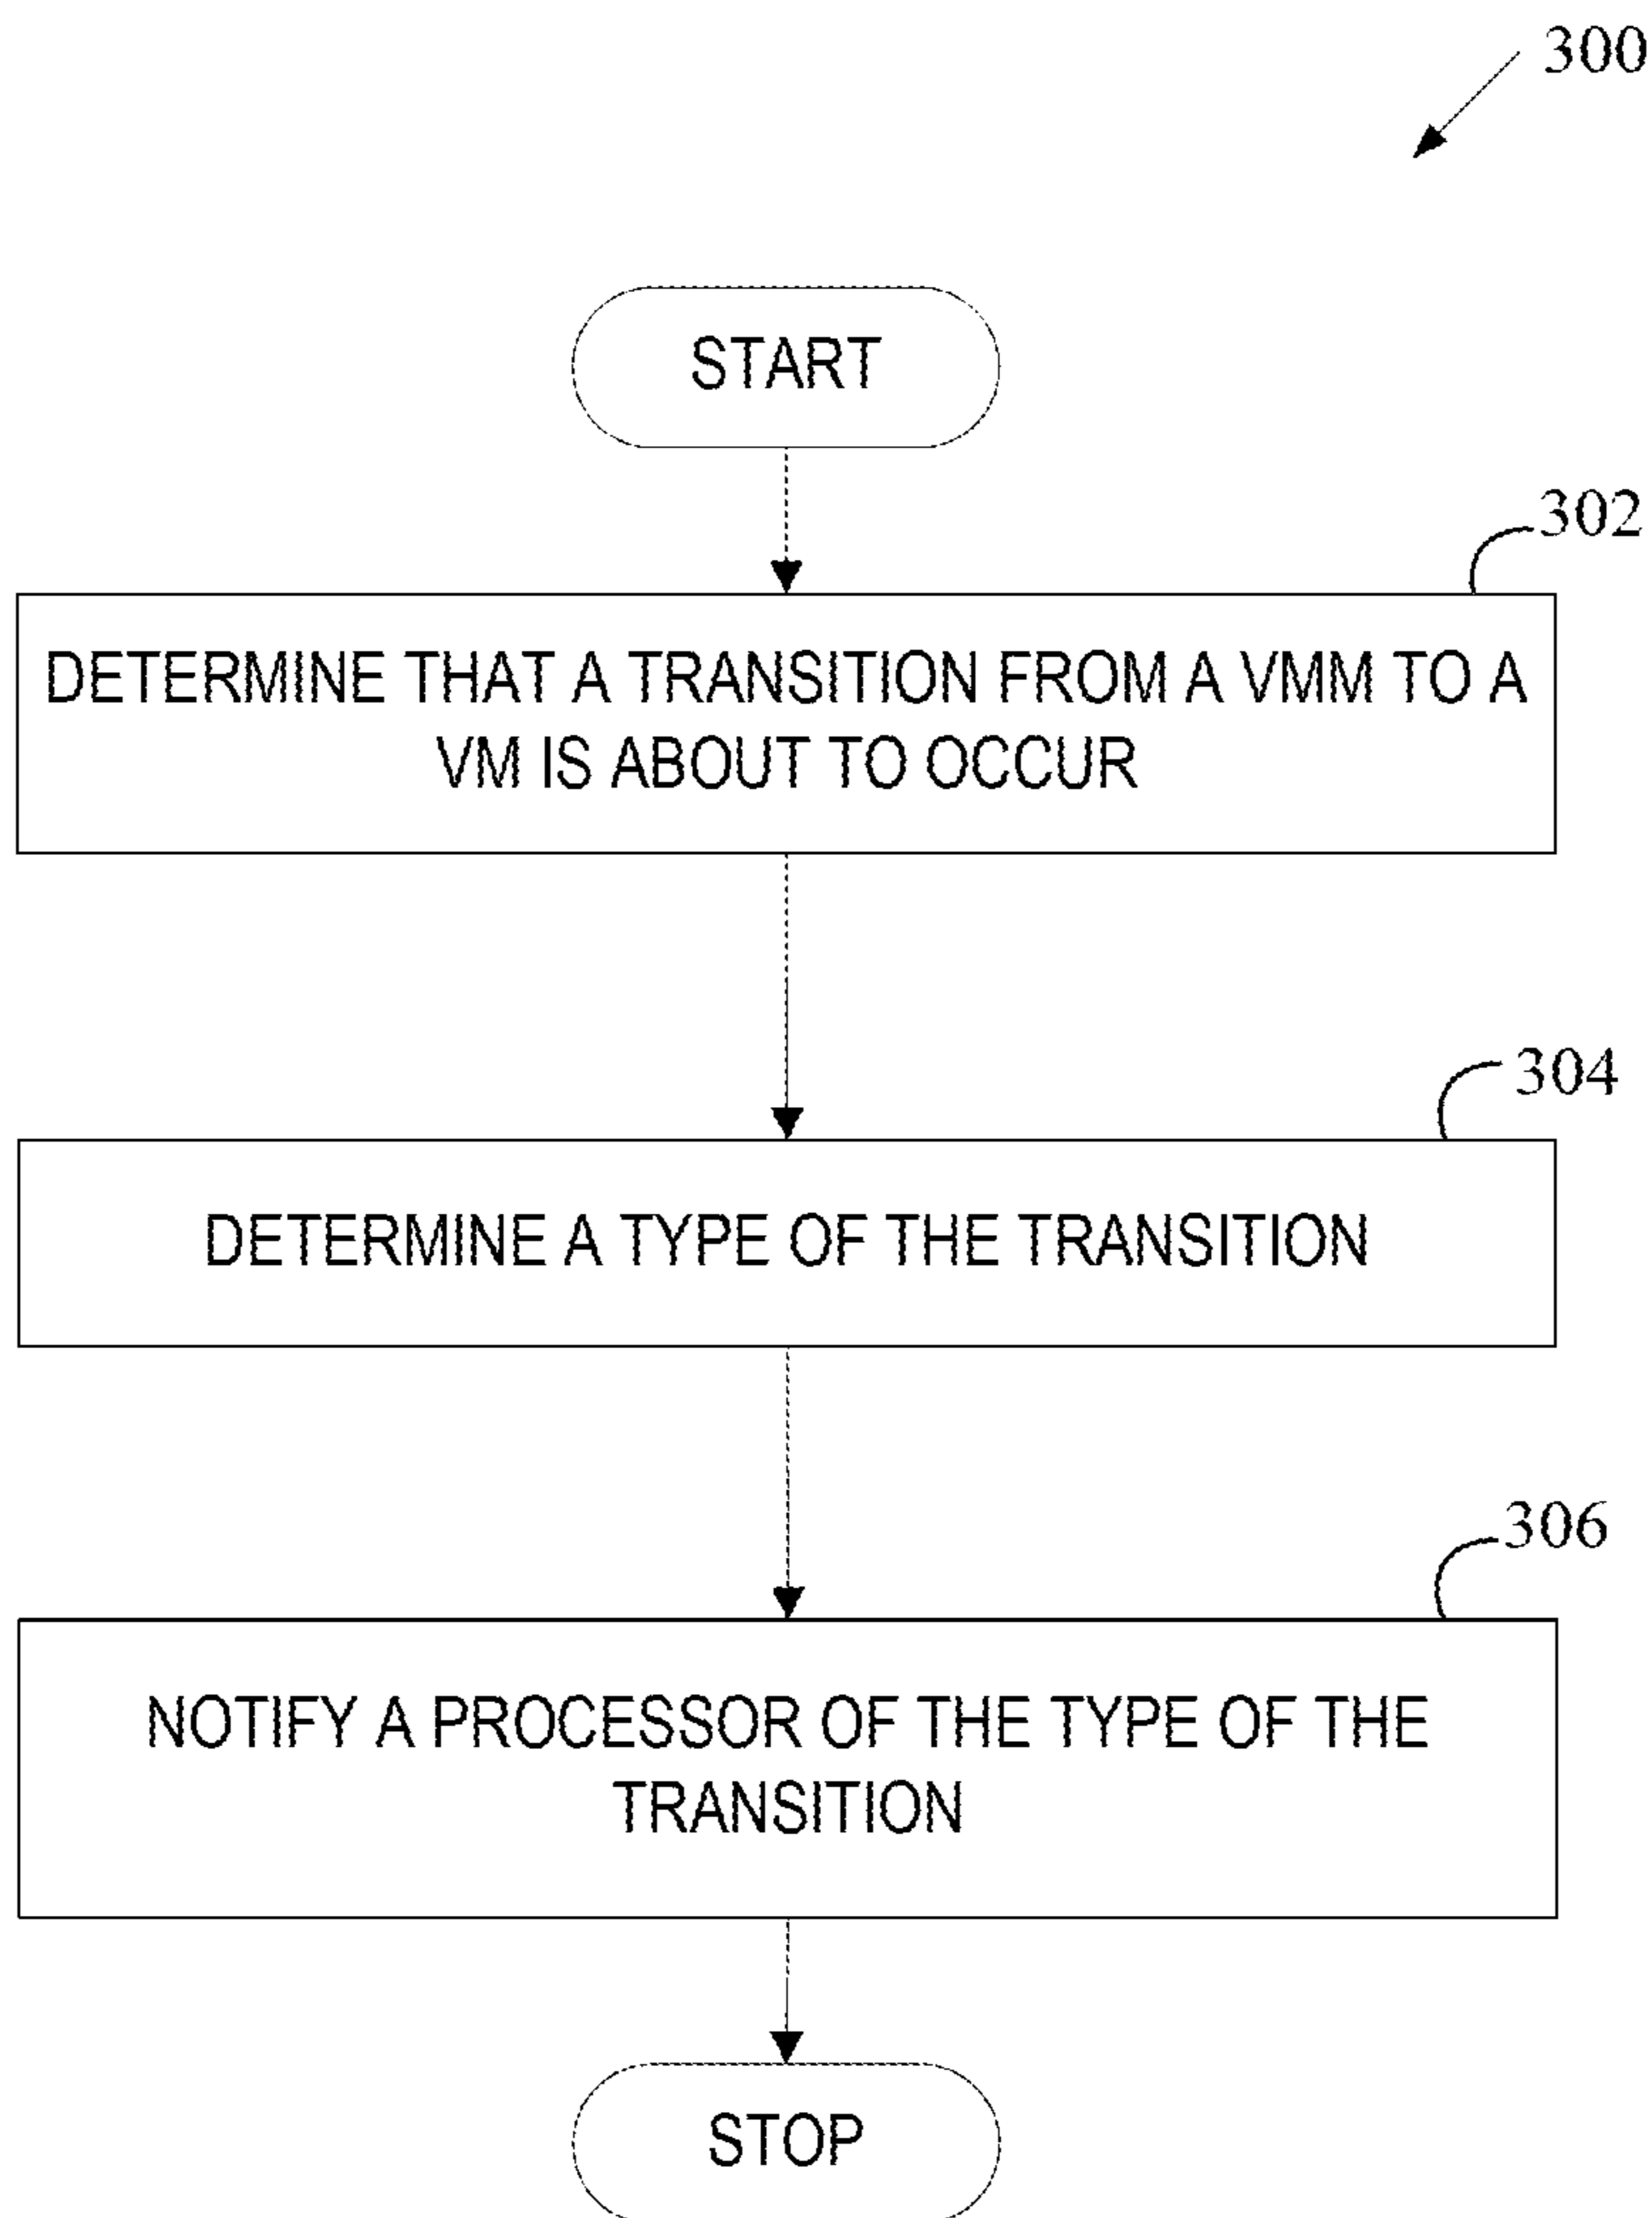 300
START
302
DETERMINE THAT A TRANSITION FROM A VMM TO A
VM IS ABOUT TO OCCUR
304
DETERMINE A TYPE OF THE TRANSITION
306
NOTIFY A PROCESSOR OF THE TYPE OF THE
TRANSITION
STOP